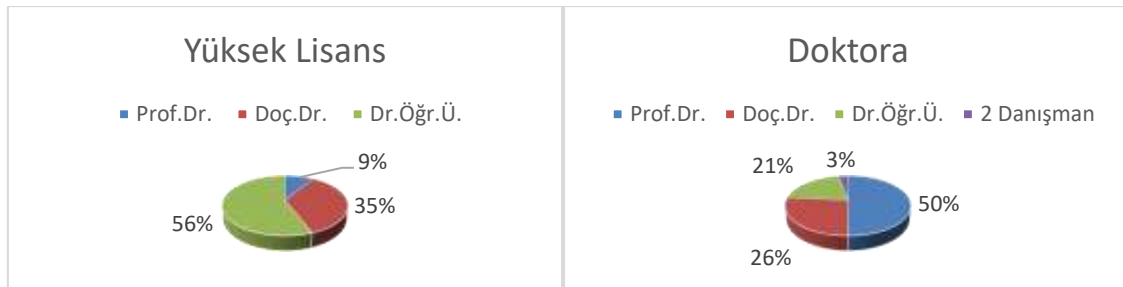 Yüksek Lisans
Prof.Dr. Doç.Dr. Dr.Öğr.Ü.
9%
35%
56%
Doktora
Prof.Dr. Doç.Dr. Dr.Öğr.Ü. 2 Danışman
21% 3%
50%
26%